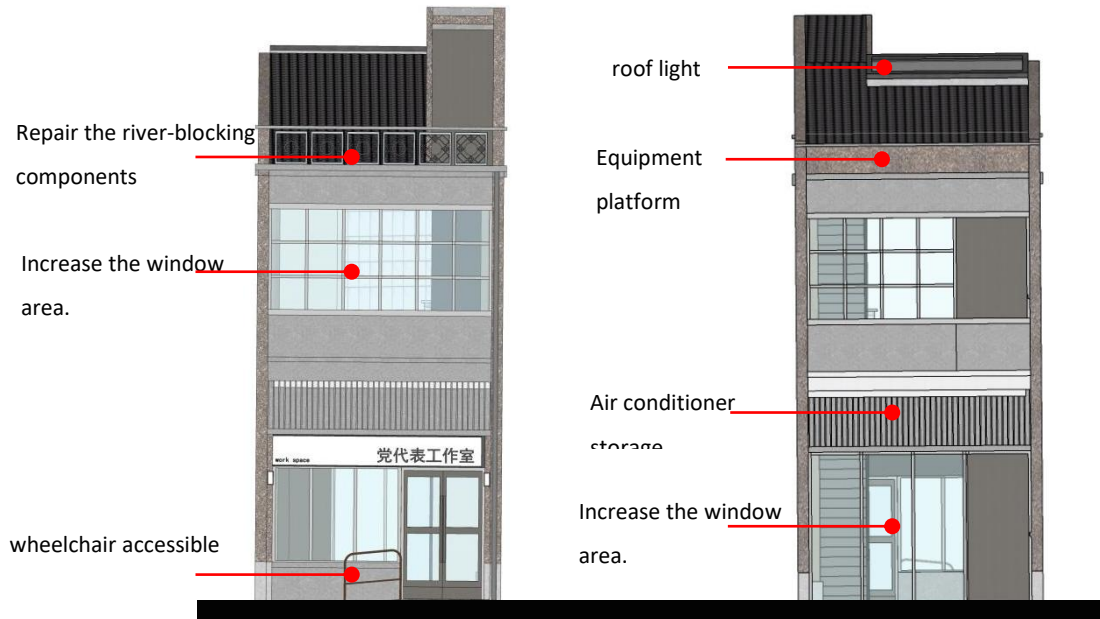 Repair the river-blocking
components
Increase the window
area.
work space
党代表工作室
wheelchair accessible
roof light
Equipment
platform
Air conditioner
storage
Increase the window
area.